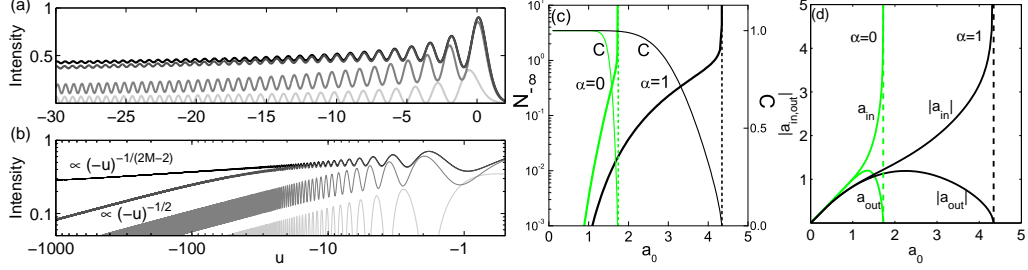 (a)
Intensity
1
0.5
−30 −25 −20 −15 −10 −5 0
(b)
Intensity
1
0.1
∝ (−u)^−1/(2M−2)
∝ (−u)^−1/2
−1000 −100 −10 −1
u
(c)
N∞
10^1
10^0
10^−1
10^−2
10^−3
C C
α=0 α=1
1.0
0.5
0.0
C
0 1 2 3 4 5
a_0
(d)
|a_in,out|
5
4
3
2
1
0
α=0 α=1
a_in |a_in|
a_out |a_out|
0 1 2 3 4 5
a_0